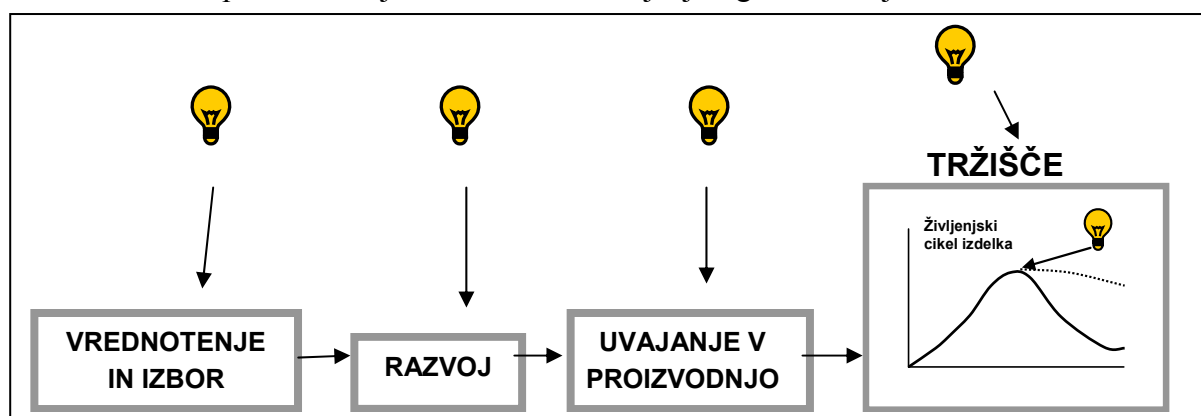 TRŽIŠČE
Življenjski
cikel izdelka
VREDNOTENJE
IN IZBOR
RAZVOJ
UVAJANJE V
PROIZVODNJO